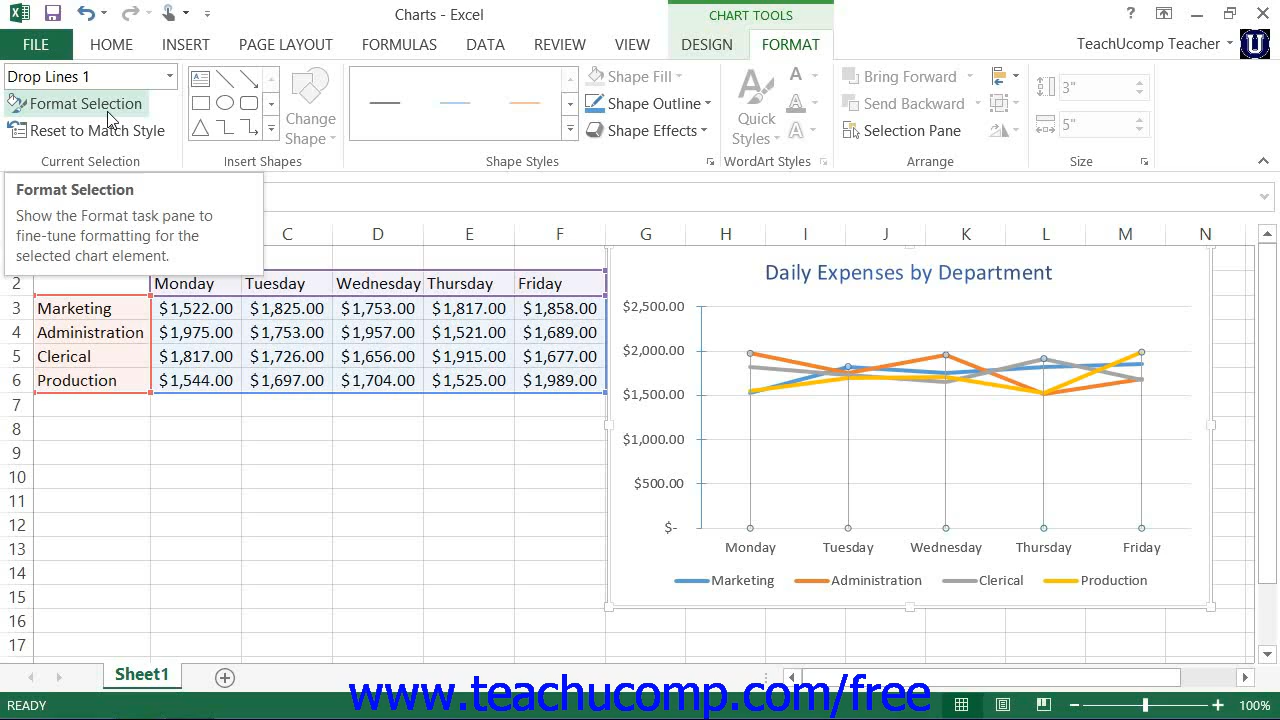 Charts - Excel
CHART TOOLS
?
FILE HOME INSERT PAGE LAYOUT FORMULAS DATA REVIEW VIEW DESIGN FORMAT TeachUcomp Teacher
Drop Lines 1
Format Selection
Reset to Match Style
Current Selection
Change Shape
Insert Shapes
Shape Fill
Shape Outline
Shape Effects
Shape Styles
Quick Styles
WordArt Styles
Bring Forward
Send Backward
Selection Pane
Arrange
3"
5"
Size
Format Selection
Show the Format task pane to
fine-tune formatting for the
selected chart element.
C D E F G H I J K L M N
2 Monday Tuesday Wednesday Thursday Friday
3 Marketing $1,522.00 $1,825.00 $1,753.00 $1,817.00 $1,858.00
4 Administration $1,975.00 $1,753.00 $1,957.00 $1,521.00 $1,689.00
5 Clerical $1,817.00 $1,726.00 $1,656.00 $1,915.00 $1,677.00
6 Production $1,544.00 $1,697.00 $1,704.00 $1,525.00 $1,989.00
7
8
9
10
11
12
13
14
15
16
17
Daily Expenses by Department
$2,500.00
$2,000.00
$1,500.00
$1,000.00
$500.00
$-
Monday Tuesday Wednesday Thursday Friday
Marketing Administration Clerical Production
Sheet1
www.teachucomp.com/free
READY 100%